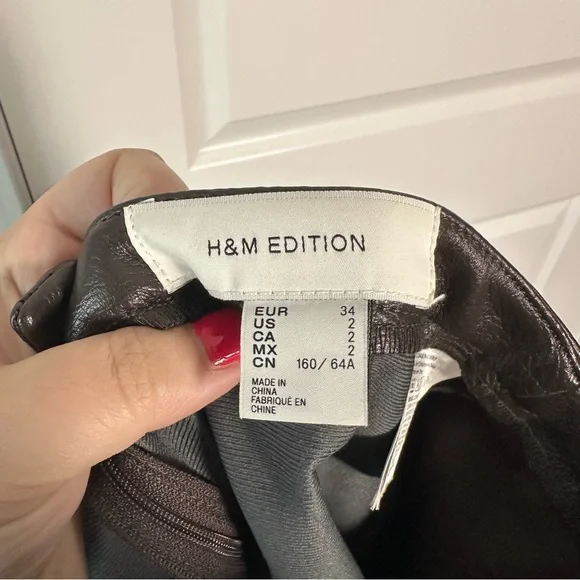 H&M EDITION
EUR 34
US 2
CA 2
MX 2
CN 160/64A
MADE IN
CHINA
FABRIQUÉ EN
CHINE